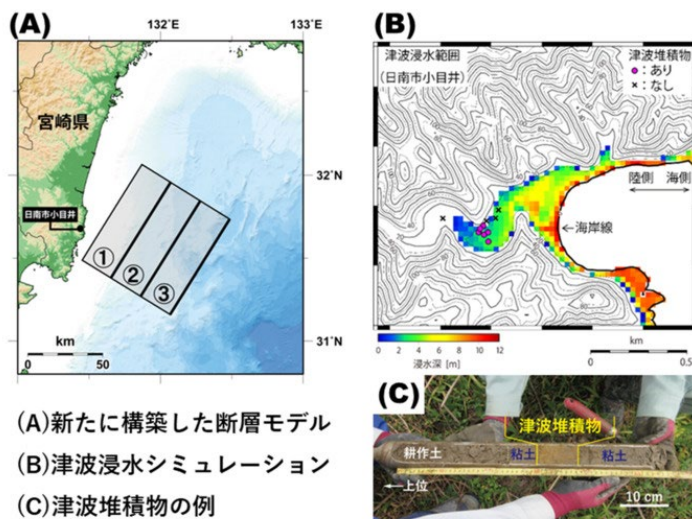 (A)
132°E
133°E
宮崎県
32°N
日南市小目井
①
②
③
km
0
50
31°N
(B)
津波浸水範囲
(日南市小目井)
津波堆積物
:あり
×:なし
陸側 海側
←海岸線
0 2 4 6 8 10 12
浸水深 [m]
km
0
0.5
(A)新たに構築した断層モデル
(B)津波浸水シミュレーション
(C)津波堆積物の例
(C)
津波堆積物
耕作土
粘土
粘土
←上位
10 cm